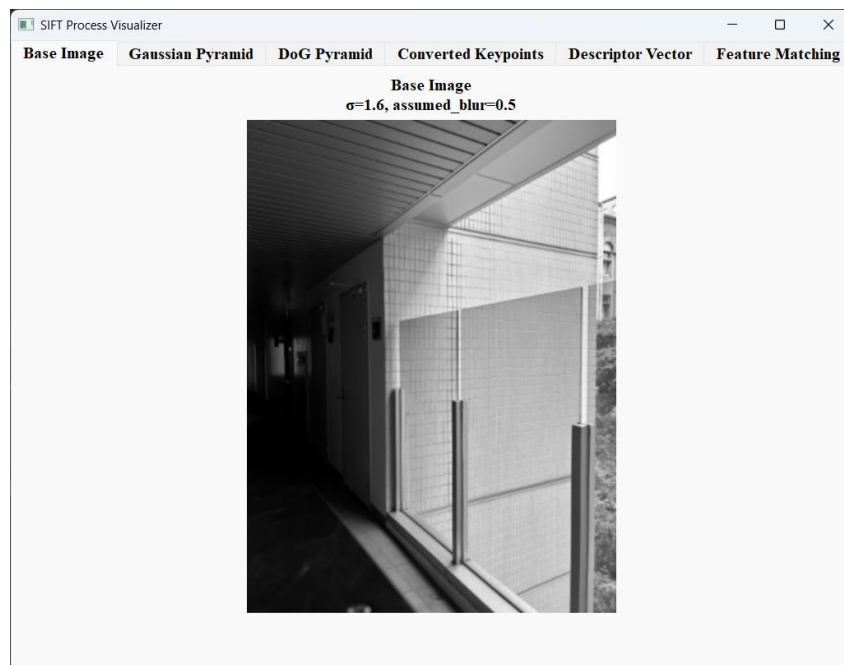 SIFT Process Visualizer
Base Image Gaussian Pyramid DoG Pyramid Converted Keypoints Descriptor Vector Feature Matching
Base Image
σ=1.6, assumed_blur=0.5